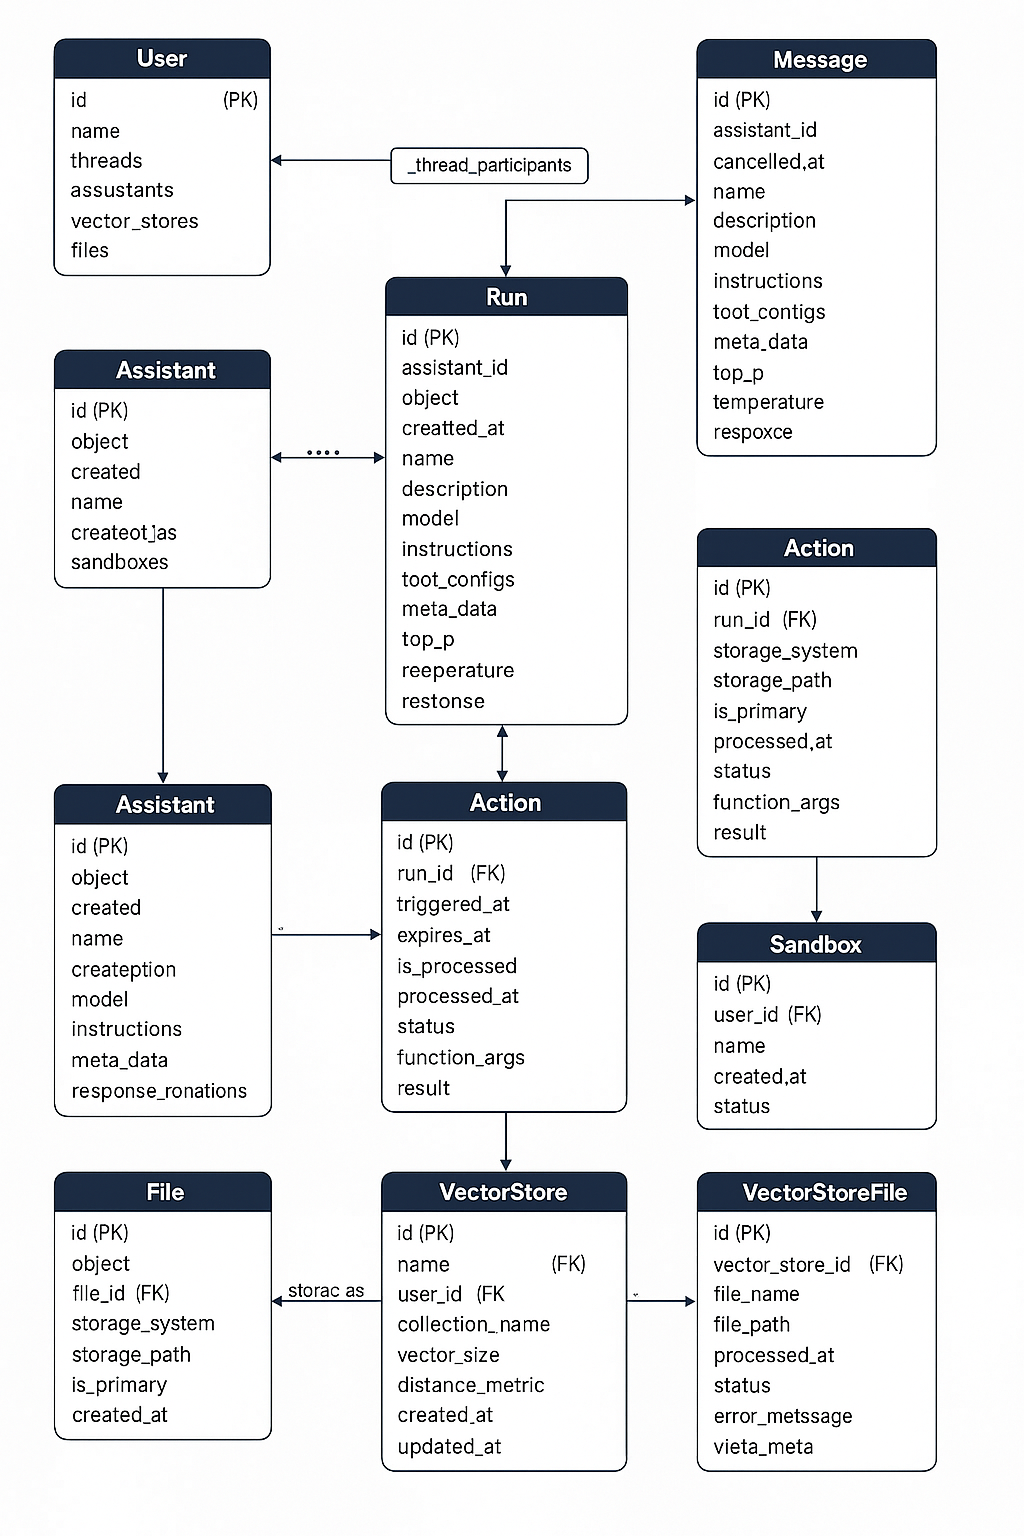 User
id (PK)
name
threads
assustants
vector_stores
files
_thread_participants
Message
id (PK)
assistant_id
cancelled.at
name
description
model
instructions
toot_contigs
meta_data
top_p
temperature
respoxce
Run
id (PK)
assistant_id
object
creatted_at
name
description
model
instructions
toot_configs
meta_data
top_p
reeperature
restonse
Assistant
id (PK)
object
created
name
createot]as
sandboxes
••••
Action
id (PK)
run_id (FK)
storage_system
storage_path
is_primary
processed.at
status
function_args
result
Assistant
id (PK)
object
created
name
createption
model
instructions
meta_data
response_ronations
Action
id (PK)
run_id (FK)
triggered_at
expires_at
is_processed
processed_at
status
function_args
result
Sandbox
id (PK)
user_id (FK)
name
created.at
status
File
id (PK)
object
flle_id (FK)
storage_system
storage_path
is_primary
created_at
storac as
VectorStore
id (PK)
name (FK)
user_id (FK
collection_name
vector_size
distance_metric
created_at
updated_at
VectorStoreFile
id (PK)
vector_store_id (FK)
file_name
file_path
processed_at
status
error_metssage
vieta_meta